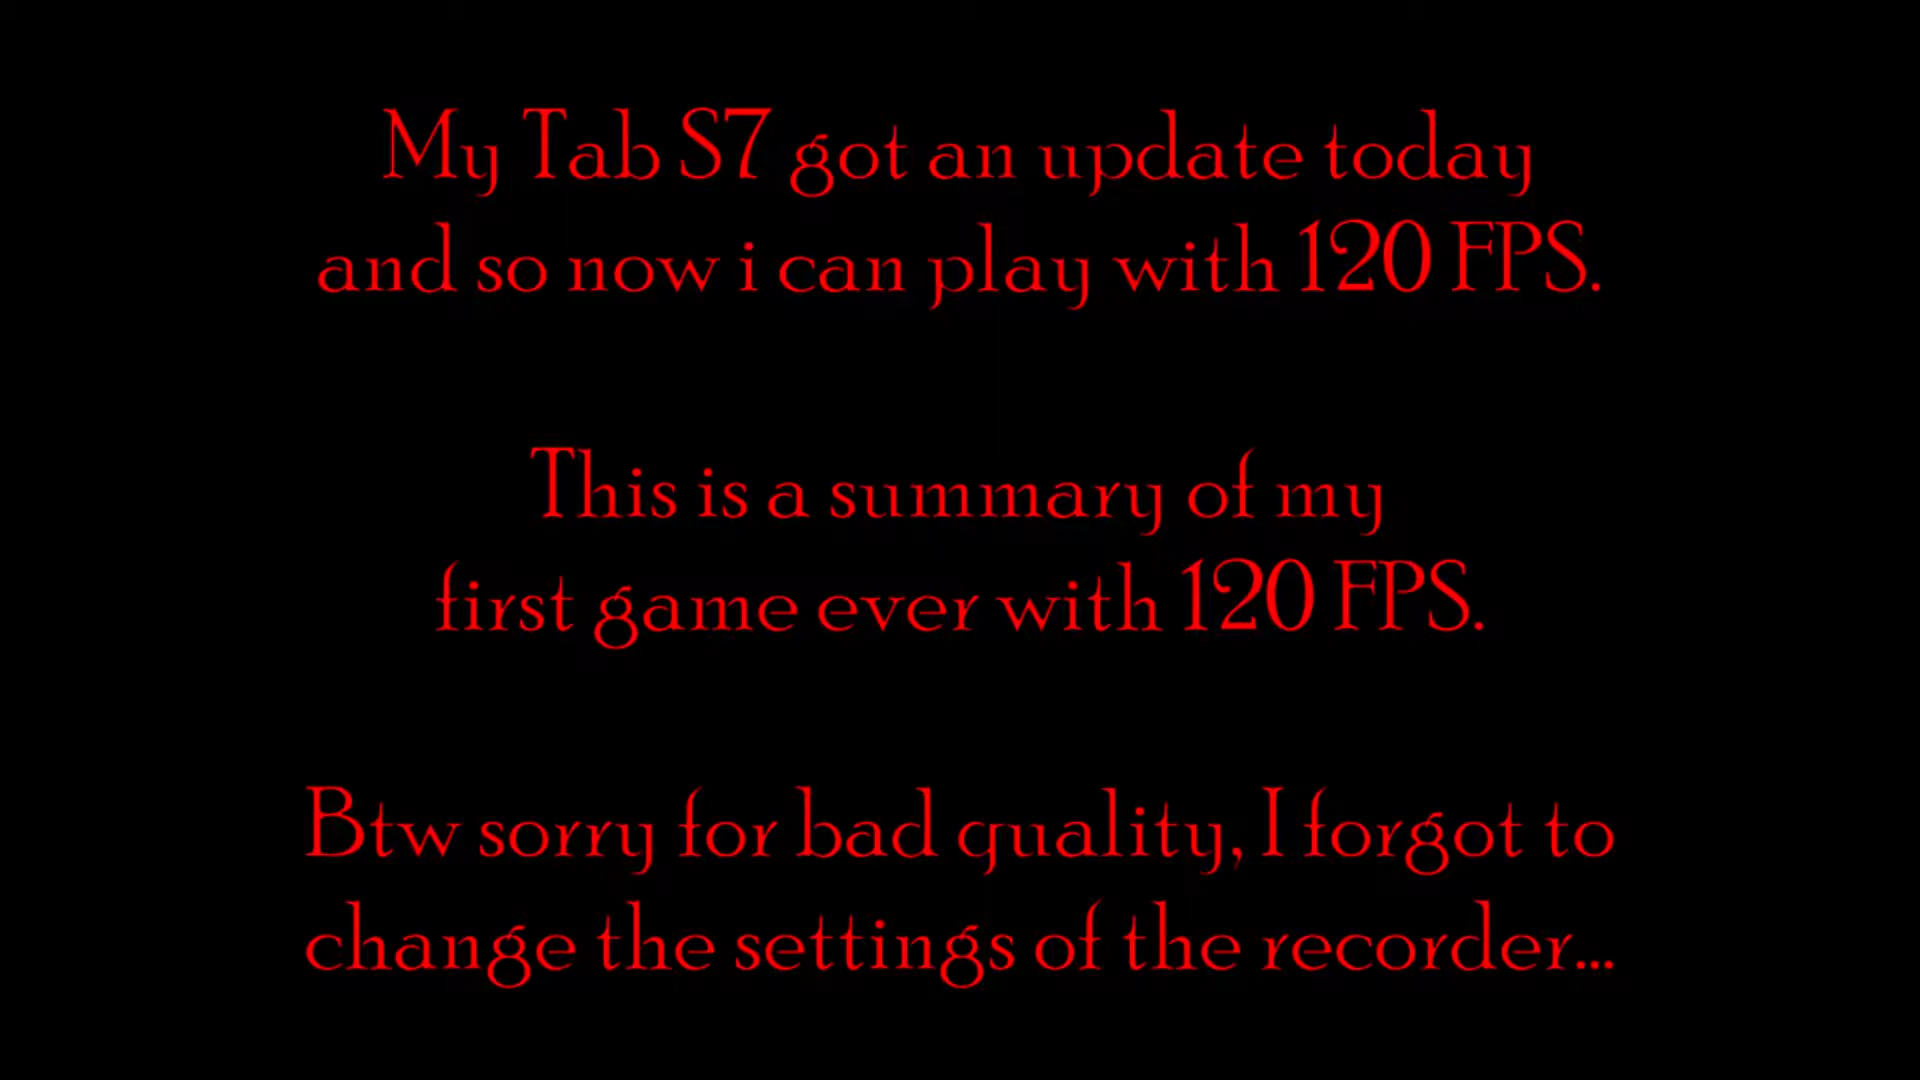 My Tab S7 got an update today
and so now i can play with 120 FPS.
This is a summary of my
first game ever with 120 FPS.
Btw sorry for bad quality, I forgot to
change the settings of the recorder...